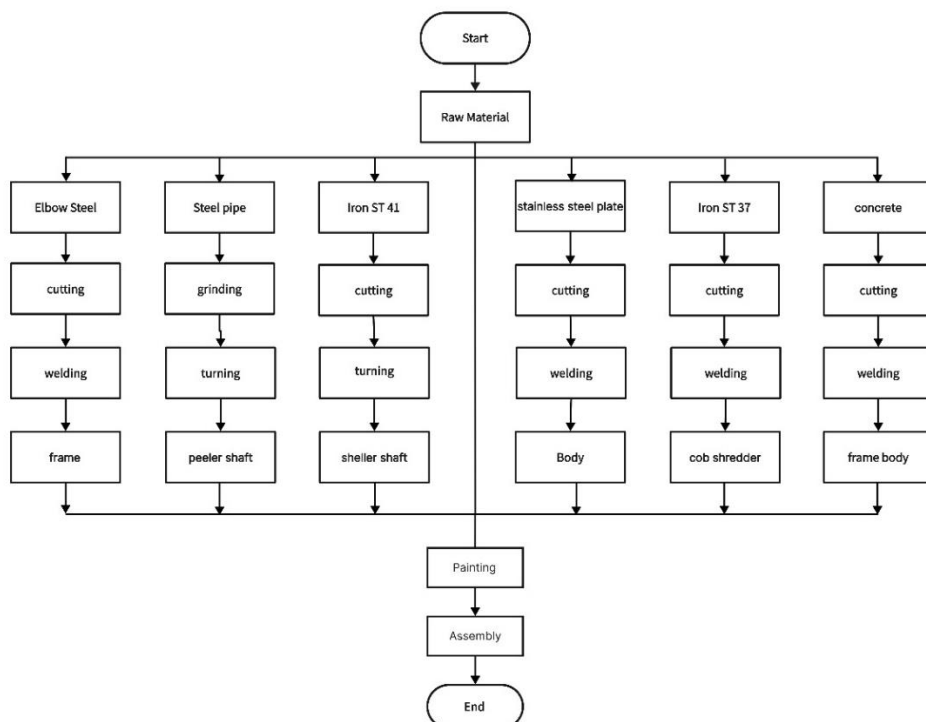 Start
Raw Material
Elbow Steel
Steel pipe
Iron ST 41
stainless steel plate
Iron ST 37
concrete
cutting
grinding
cutting
cutting
cutting
cutting
welding
turning
turning
welding
welding
welding
frame
peeler shaft
sheller shaft
Body
cob shredder
frame body
Painting
Assembly
End